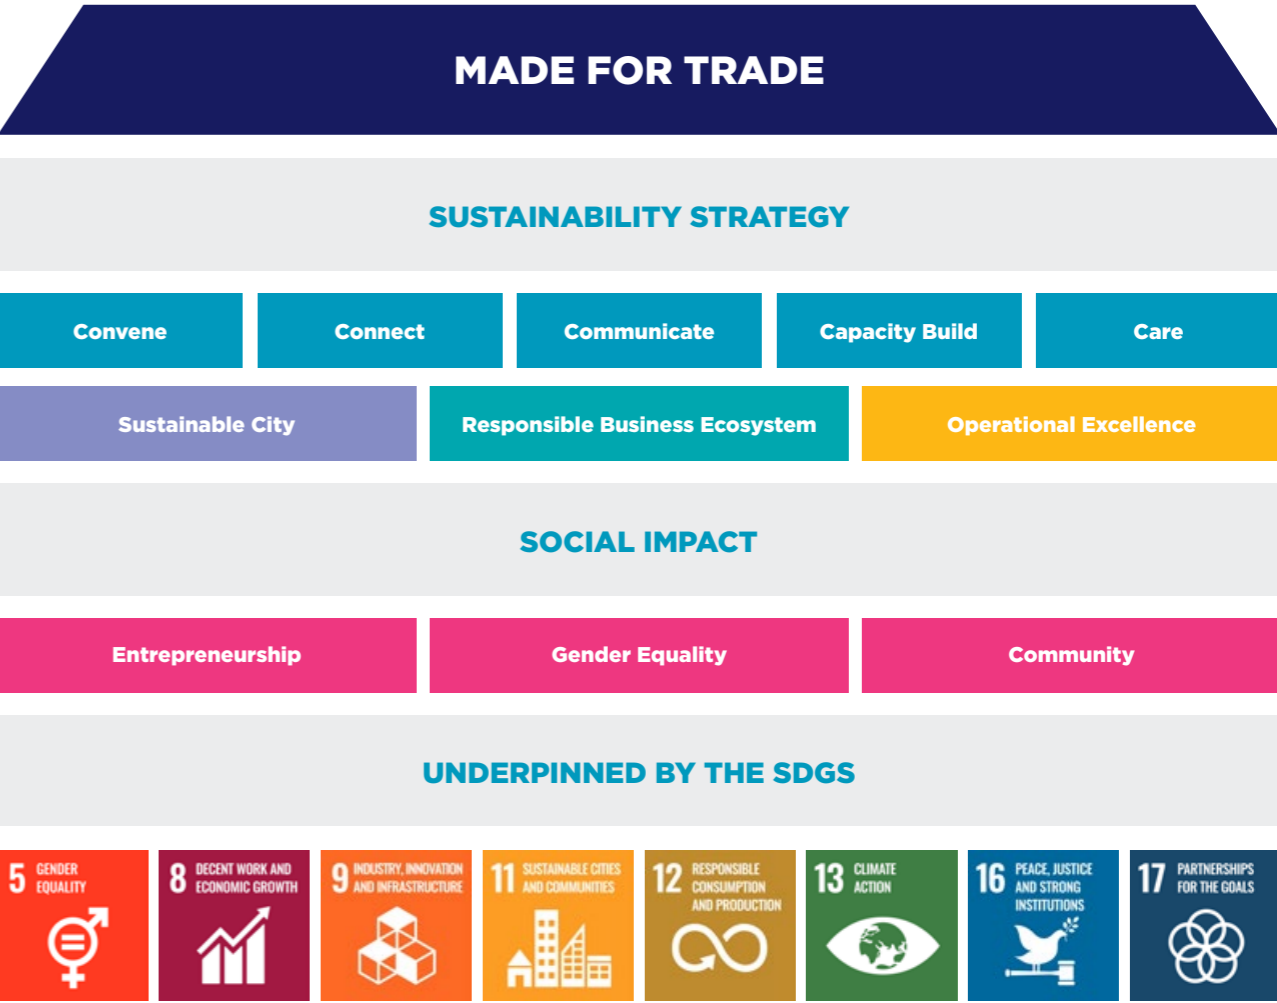 MADE FOR TRADE
SUSTAINABILITY STRATEGY
Convene
Connect
Communicate
Capacity Build
Care
Sustainable City
Responsible Business Ecosystem
Operational Excellence
SOCIAL IMPACT
Entrepreneurship
Gender Equality
Community
UNDERPINNED BY THE SDGS
5 GENDER
EQUALITY
8 DECENT WORK AND
ECONOMIC GROWTH
9 INDUSTRY, INNOVATION
AND INFRASTRUCTURE
11 SUSTAINABLE CITIES
AND COMMUNITIES
12 RESPONSIBLE
CONSUMPTION
AND PRODUCTION
13 CLIMATE
ACTION
16 PEACE, JUSTICE
AND STRONG
INSTITUTIONS
17 PARTNERSHIPS
FOR THE GOALS